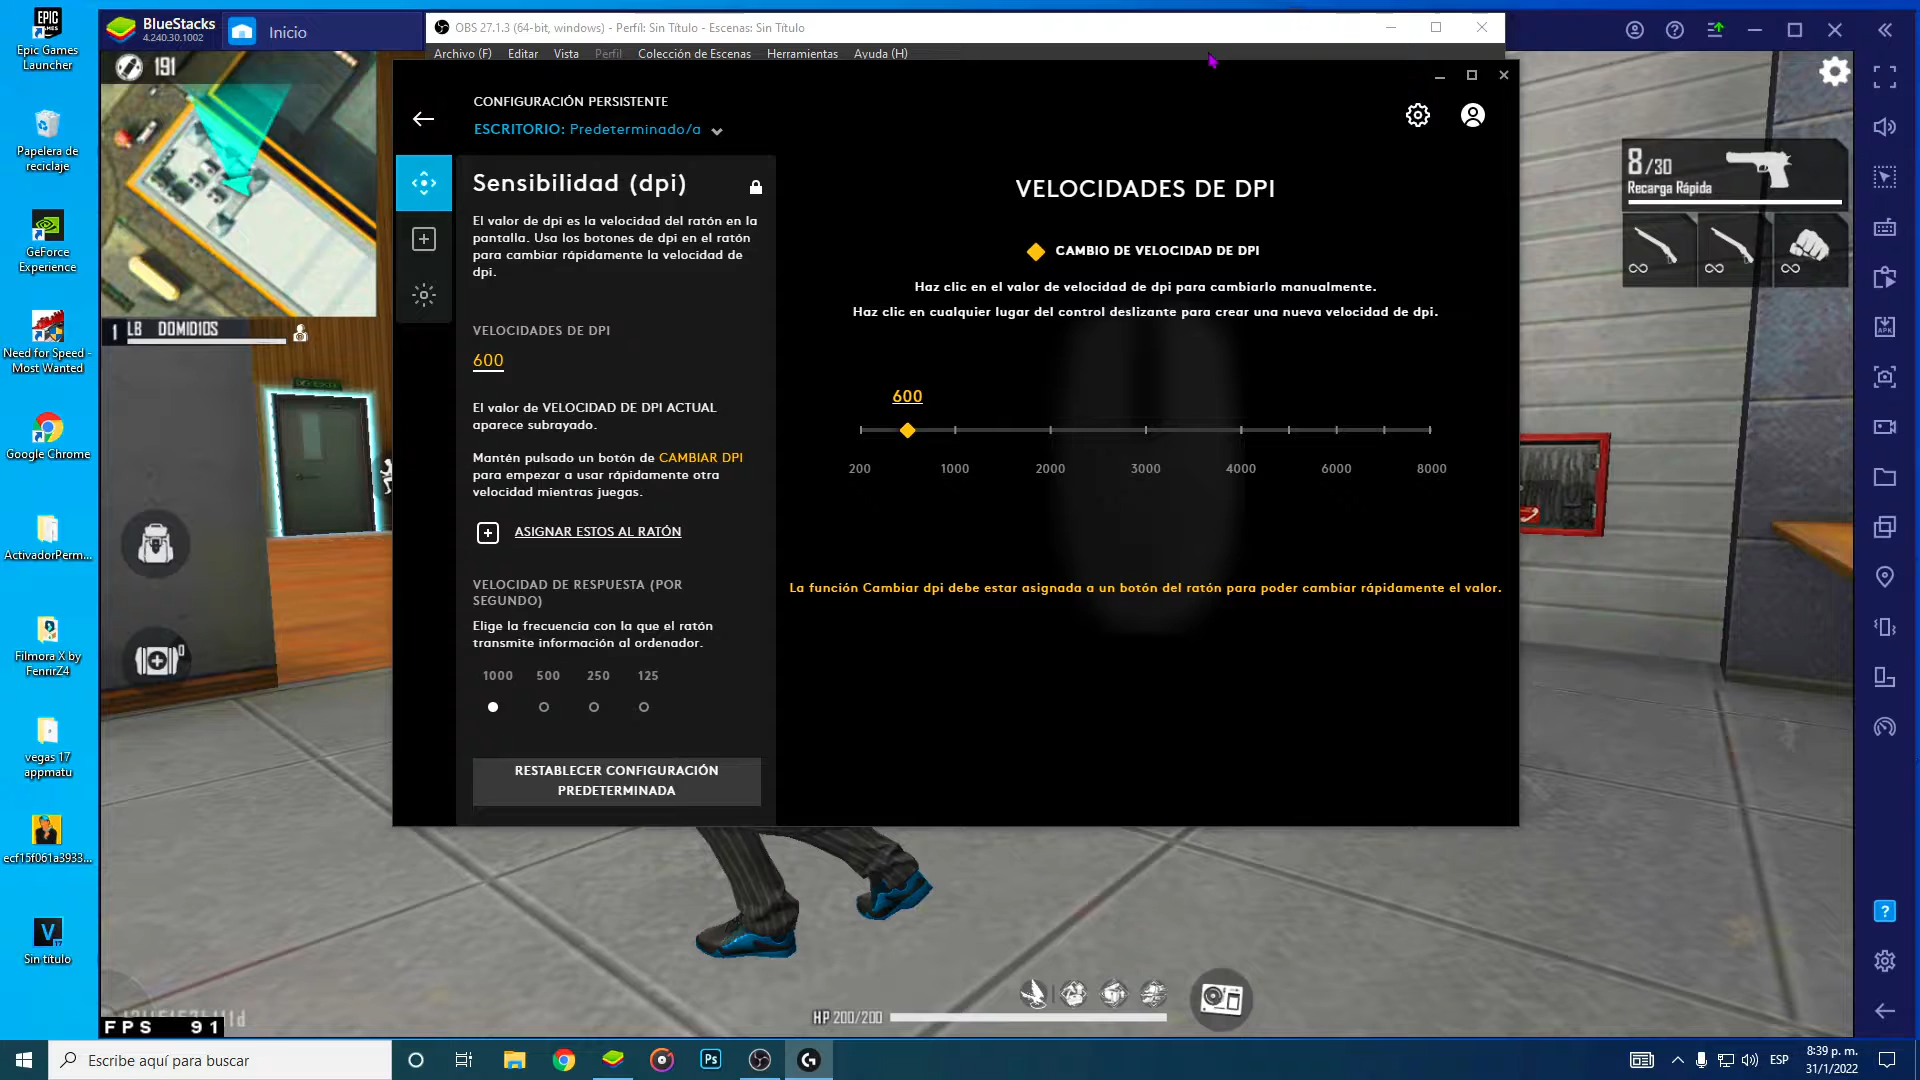 Epic Games
Launcher
Papelera de
reciclaje
GeForce
Experience
Need for Speed -
Most Wanted
Google Chrome
ActivadorPerm...
Filmora X by
FenrirZ4
vegas 17
appmatu
ecf15f061a3933...
Sin título
BlueStacks
4.240.30.1002
Inicio
OBS 27.1.3 (64-bit, windows) - Perfil: Sin Título - Escenas: Sin Título
Archivo (F)
Editar
Vista
Perfil
Colección de Escenas
Herramientas
Ayuda (H)
191
1 LB DOMID10S
CONFIGURACIÓN PERSISTENTE
ESCRITORIO: Predeterminado/a
Sensibilidad (dpi)
El valor de dpi es la velocidad del ratón en la
pantalla. Usa los botones de dpi en el ratón
para cambiar rápidamente la velocidad de
dpi.
VELOCIDADES DE DPI
600
El valor de VELOCIDAD DE DPI ACTUAL
aparece subrayado.
Mantén pulsado un botón de CAMBIAR DPI
para empezar a usar rápidamente otra
velocidad mientras juegas.
ASIGNAR ESTOS AL RATÓN
VELOCIDAD DE RESPUESTA (POR
SEGUNDO)
Elige la frecuencia con la que el ratón
transmite información al ordenador.
1000 500 250 125
RESTABLECER CONFIGURACIÓN
PREDETERMINADA
VELOCIDADES DE DPI
CAMBIO DE VELOCIDAD DE DPI
Haz clic en el valor de velocidad de dpi para cambiarlo manualmente.
Haz clic en cualquier lugar del control deslizante para crear una nueva velocidad de dpi.
600
200 1000 2000 3000 4000 6000 8000
La función Cambiar dpi debe estar asignada a un botón del ratón para poder cambiar rápidamente el valor.
8/30
Recarga Rápida
APK
0
HP 200/200
FPS 91
Escribe aquí para buscar
Ps
ESP
8:39 p. m.
31/1/2022